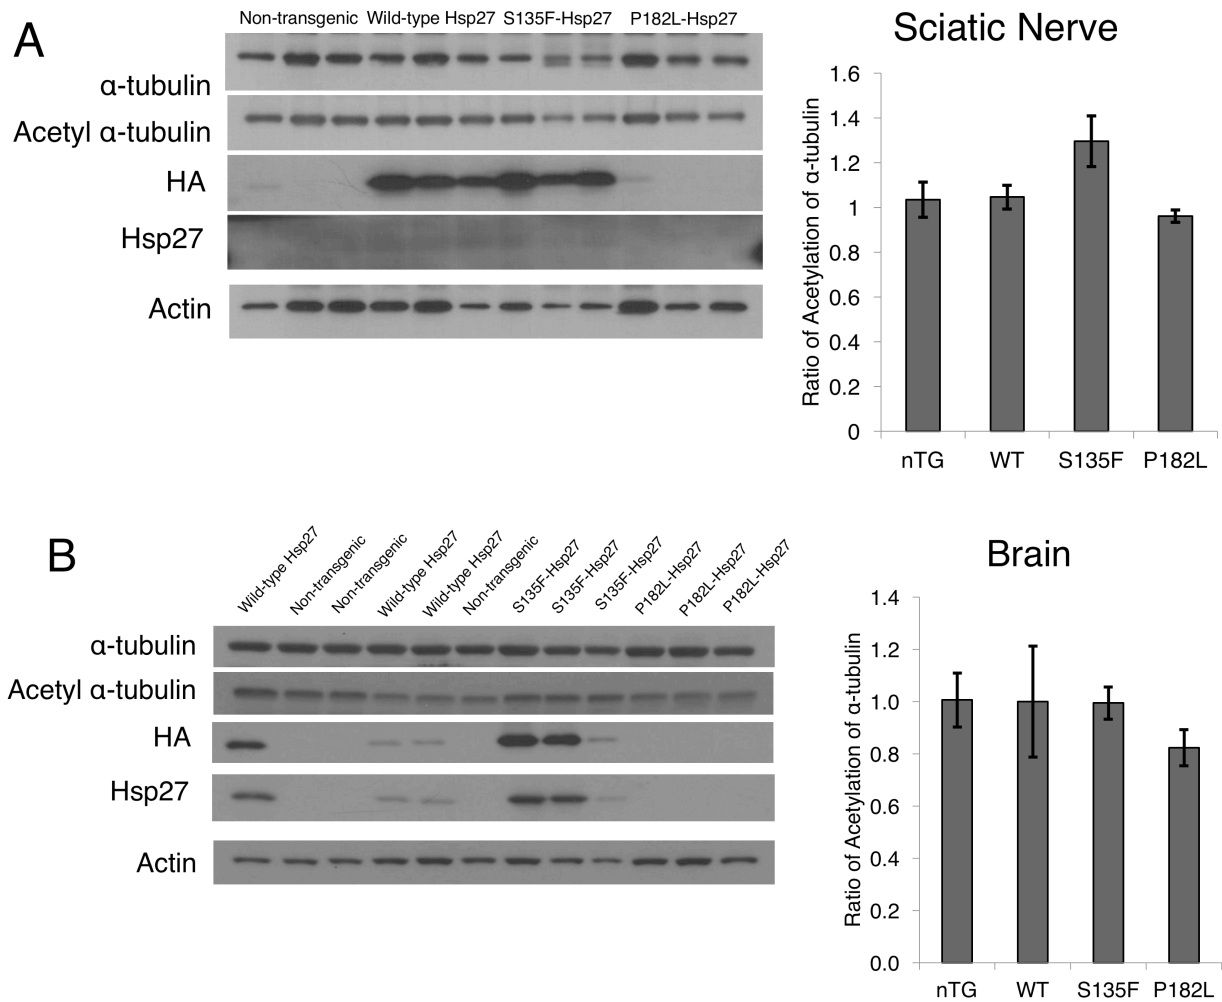 A
Non-transgenic Wild-type Hsp27 S135F-Hsp27 P182L-Hsp27
α-tubulin
Acetyl α-tubulin
HA
Hsp27
Actin
Sciatic Nerve
Ratio of Acetylation of α-tubulin
1.6
1.4
1.2
1
0.8
0.6
0.4
0.2
0
nTG WT S135F P182L
B
Wild-type Hsp27
Non-transgenic
Non-transgenic
Wild-type Hsp27
Wild-type Hsp27
Non-transgenic
S135F-Hsp27
S135F-Hsp27
S135F-Hsp27
P182L-Hsp27
P182L-Hsp27
P182L-Hsp27
α-tubulin
Acetyl α-tubulin
HA
Hsp27
Actin
Brain
Ratio of Acetylation of α-tubulin
1.4
1.2
1.0
0.8
0.6
0.4
0.2
0.0
nTG WT S135F P182L